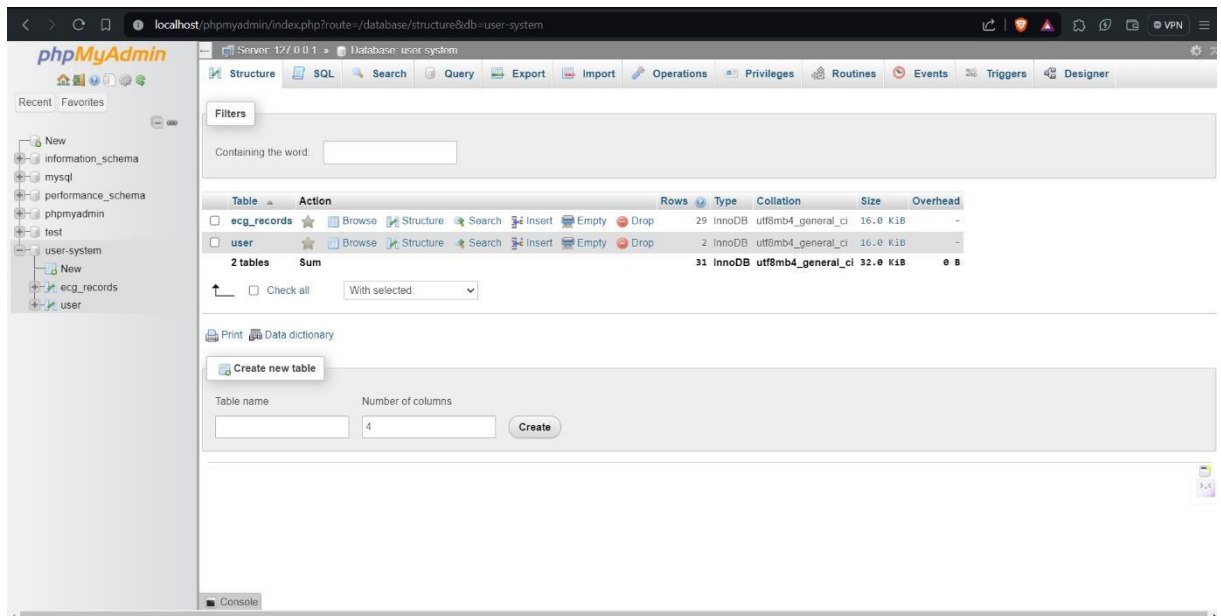 localhost/phpmyadmin/index.php?route=/database/structure&db=user-system
VPN
phpMyAdmin
Recent Favorites
New
information_schema
mysql
performance_schema
phpmyadmin
test
user-system
New
ecg_records
user
Server: 127.0.0.1 » Database: user-system
Structure SQL Search Query Export Import Operations Privileges Routines Events Triggers Designer
Filters
Containing the word:
Table Action Rows Type Collation Size Overhead
ecg_records Browse Structure Search Insert Empty Drop 29 InnoDB utf8mb4_general_ci 16.0 KiB -
user Browse Structure Search Insert Empty Drop 2 InnoDB utf8mb4_general_ci 16.0 KiB -
2 tables Sum 31 InnoDB utf8mb4_general_ci 32.0 KiB 0 B
Check all With selected:
Print Data dictionary
Create new table
Table name Number of columns
4 Create
Console